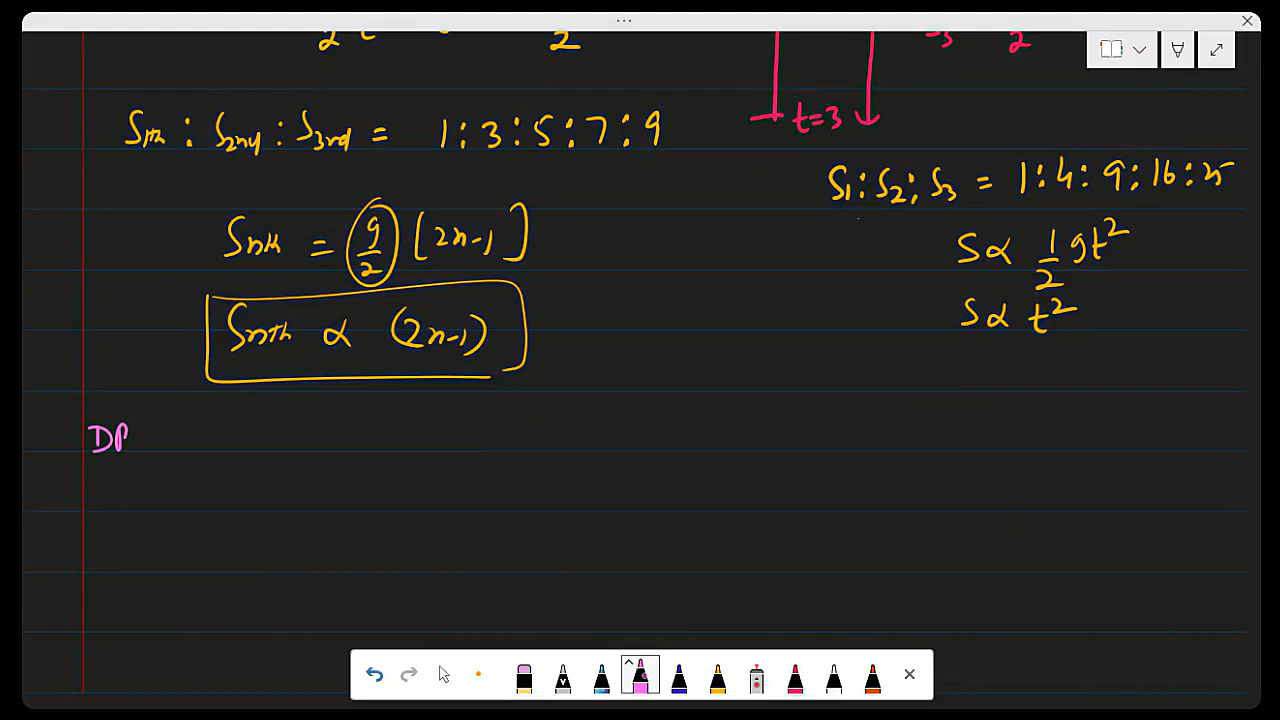 t=3
S1th : S2nd : S3rd = 1 : 3 : 5 : 7 : 9
S1 : S2 : S3 = 1 : 4 : 9 : 16 : 25
Snth = g/2 [2n-1]
S α 1/2 gt²
S α t²
Snth α (2n-1)
DP